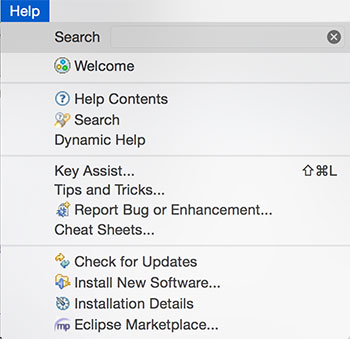 Help
Search
Welcome
Help Contents
Search
Dynamic Help
Key Assist... ⇧⌘L
Tips and Tricks...
Report Bug or Enhancement...
Cheat Sheets...
Check for Updates
Install New Software...
Installation Details
mp Eclipse Marketplace...